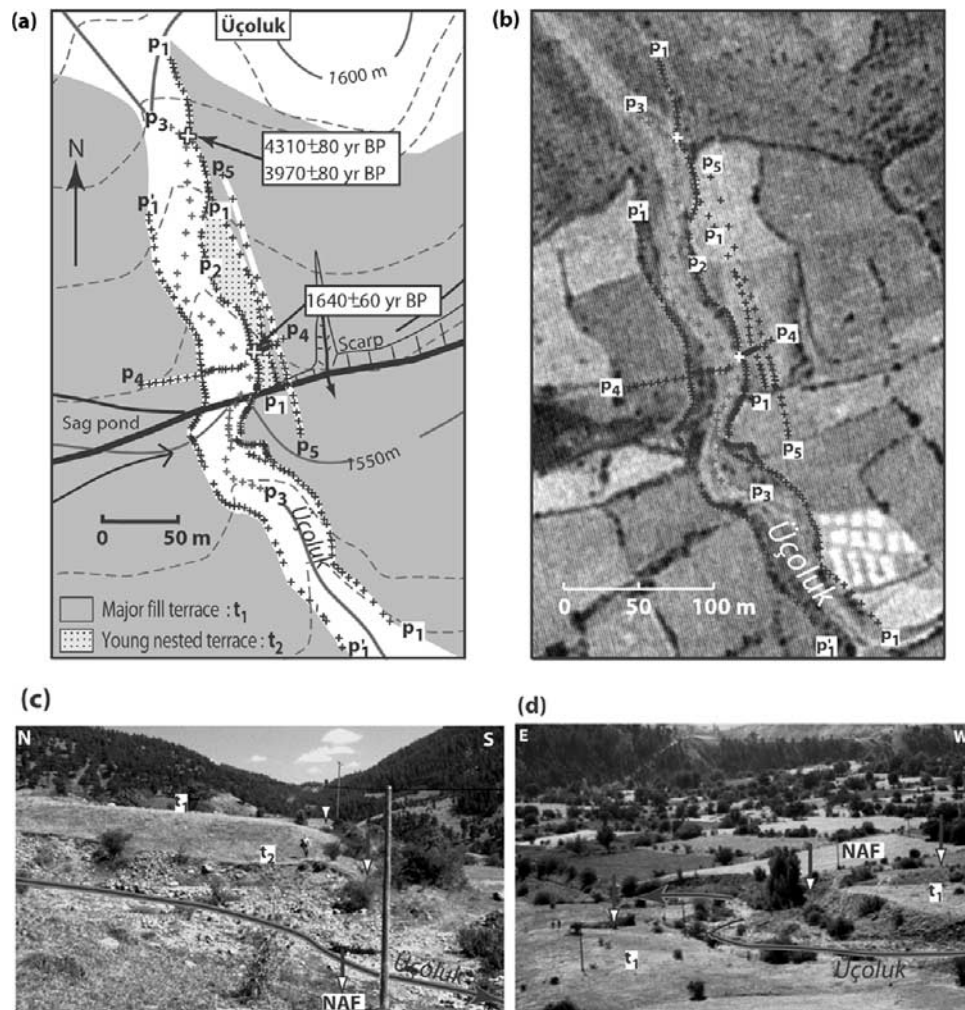 (a)
Üçoluk
p1
1600 m
p3
4310±80 yr BP
3970±80 yr BP
N
p5
p'1
p1
p2
1640±60 yr BP
p4
Scarp
p4
p1
Sag pond
p5
1550m
p3
0 50 m
Üçoluk
Major fill terrace : t1
p1
Young nested terrace : t2
p'1
(b)
p1
p3
p5
p'1
p1
p2
p4
p4
p1
p5
p3
Üçoluk
0 100 m
p'1
p1
(c)
N S
t1
t2
Üçoluk
NAF
(d)
E W
NAF
t1
t1
Üçoluk